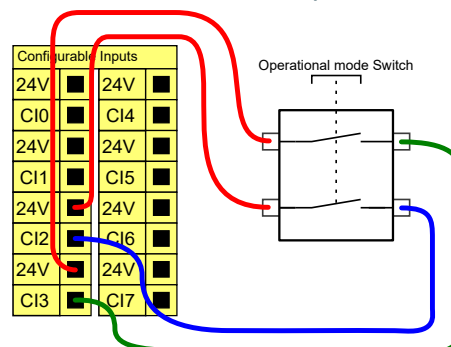 Configurable Inputs
Operational mode Switch
24V 24V
CI0 CI4
24V 24V
CI1 CI5
24V 24V
CI2 CI6
24V 24V
CI3 CI7